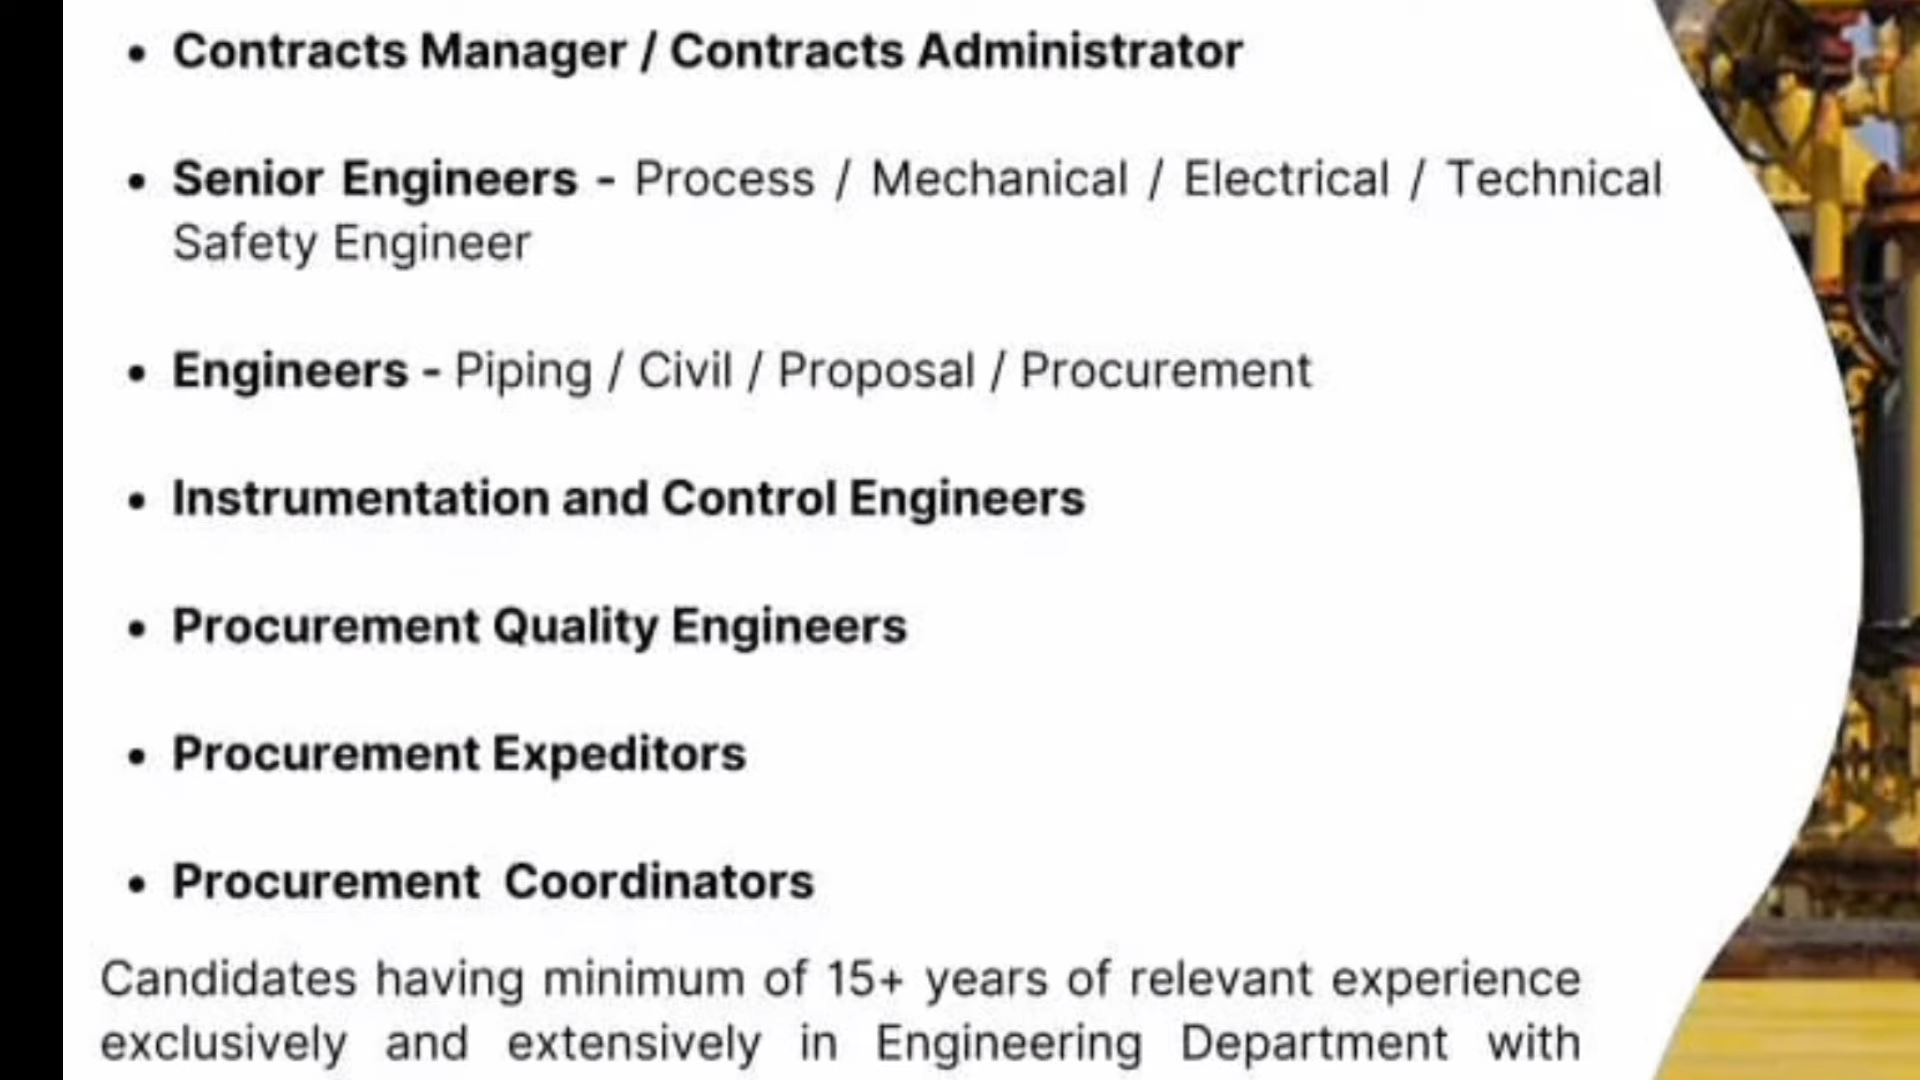 • Contracts Manager / Contracts Administrator
• Senior Engineers - Process / Mechanical / Electrical / Technical
Safety Engineer
• Engineers - Piping / Civil / Proposal / Procurement
• Instrumentation and Control Engineers
• Procurement Quality Engineers
• Procurement Expeditors
• Procurement  Coordinators
Candidates having minimum of 15+ years of relevant experience
exclusively and extensively in Engineering Department with